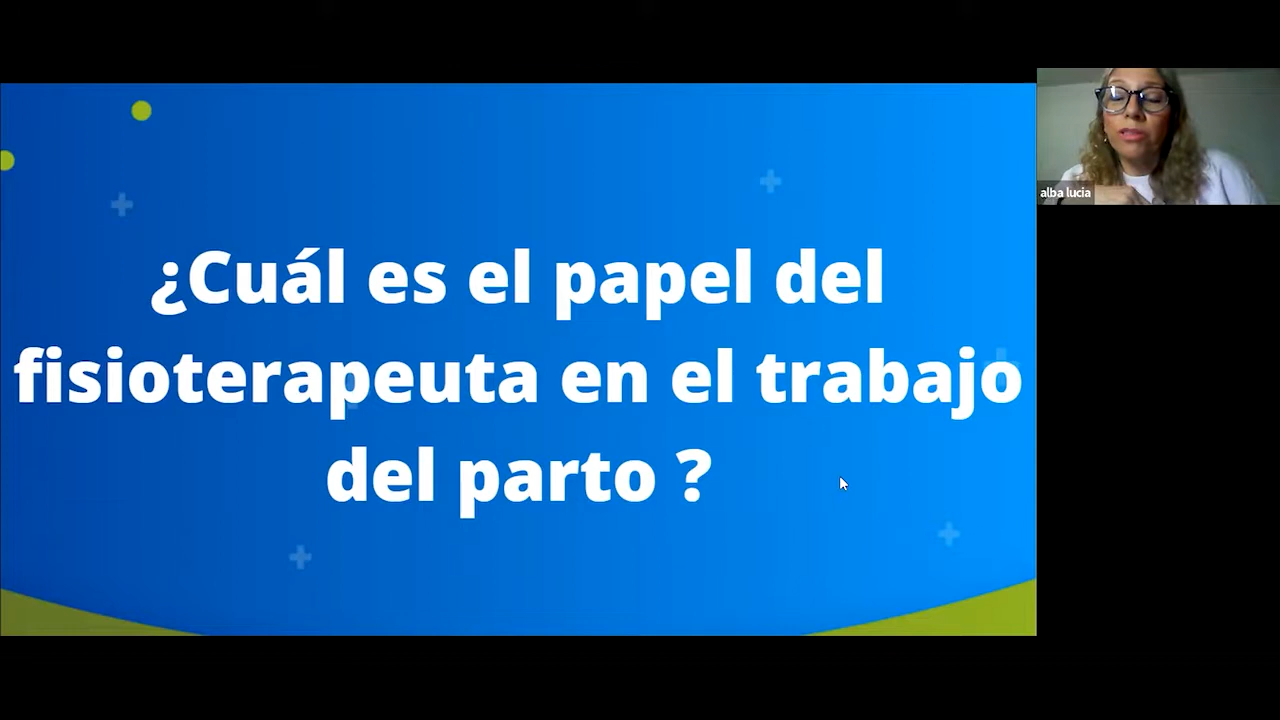 ¿Cuál es el papel del
fisioterapeuta en el trabajo
del parto ?
alba lucia